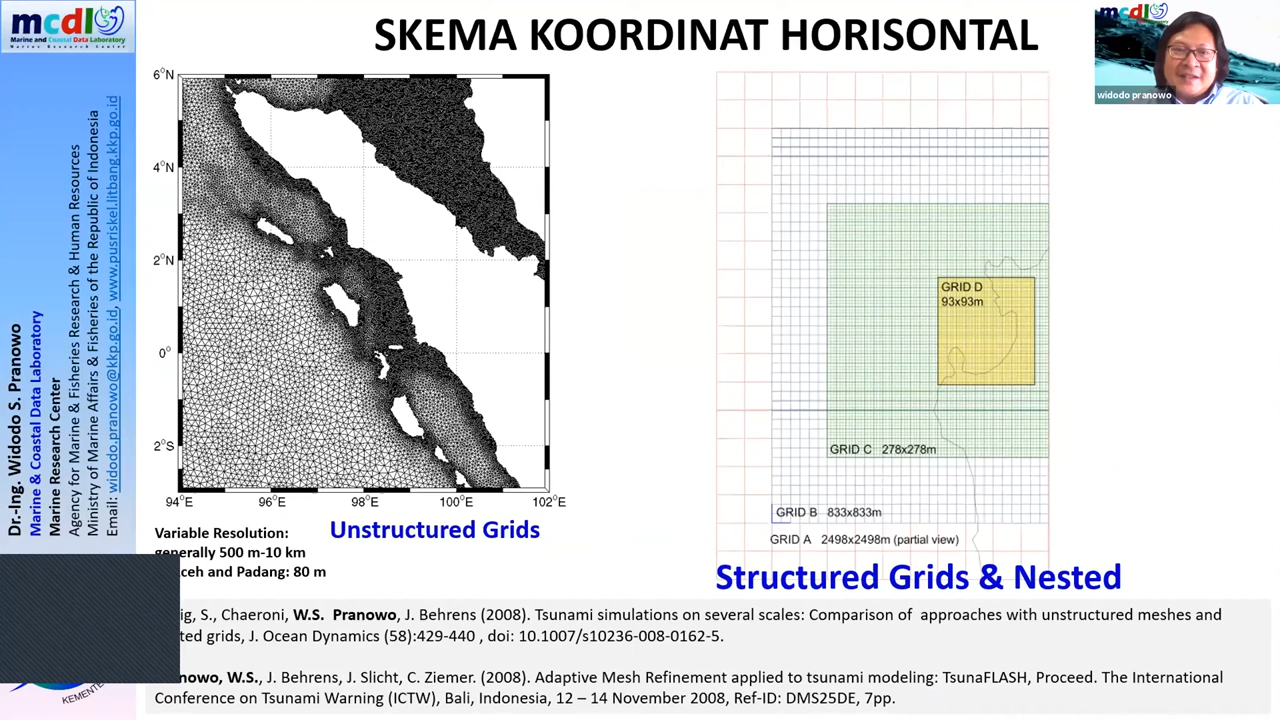 mcdl
Marine and Coastal Data Laboratory
Marine Research Center
SKEMA KOORDINAT HORISONTAL
widodo pranowo
Dr.-Ing. Widodo S. Pranowo
Marine & Coastal Data Laboratory
Marine Research Center
Agency for Marine & Fisheries Research & Human Resources
Ministry of Marine Affairs & Fisheries of the Republic of Indonesia
Email: widodo.pranowo@kkp.go.id, www.pusriskel.litbang.kkp.go.id
6°N
4°N
2°N
0°
2°S
94°E 96°E 98°E 100°E 102°E
Unstructured Grids
Variable Resolution:
generally 500 m-10 km
ceh and Padang: 80 m
GRID D
93x93m
GRID C 278x278m
GRID B 833x833m
GRID A 2498x2498m (partial view)
Structured Grids & Nested
ig, S., Chaeroni, W.S. Pranowo, J. Behrens (2008). Tsunami simulations on several scales: Comparison of approaches with unstructured meshes and
ted grids, J. Ocean Dynamics (58):429-440 , doi: 10.1007/s10236-008-0162-5.
nowo, W.S., J. Behrens, J. Slicht, C. Ziemer. (2008). Adaptive Mesh Refinement applied to tsunami modeling: TsunaFLASH, Proceed. The International
Conference on Tsunami Warning (ICTW), Bali, Indonesia, 12 – 14 November 2008, Ref-ID: DMS25DE, 7pp.
KEMENTE